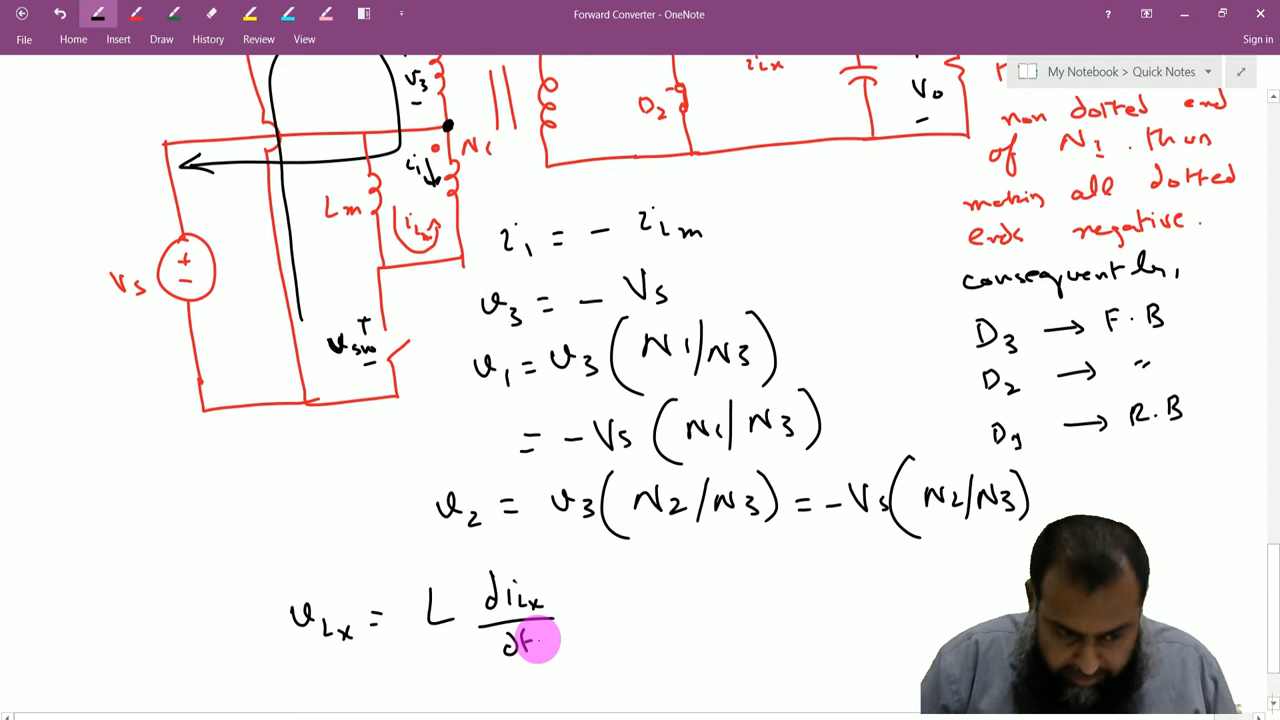 Forward Converter - OneNote
Sign in
File Home Insert Draw History Review View
My Notebook > Quick Notes
v3
-
D2
iLx
Vo
-
non dotted end
of N3. thus
making all dotted
ends negative.
consequently,
D3 → F.B
D2 → "
D1 → R.B
N1
i1
Lm
iLm
Vs
+
-
+
vsw
-
i1 = - iLm
v3 = - Vs
v1 = v3 (N1/N3)
= -Vs (N1/N3)
v2 = v3 (N2/N3) = -Vs (N2/N3)
vLx = L diLx
dt